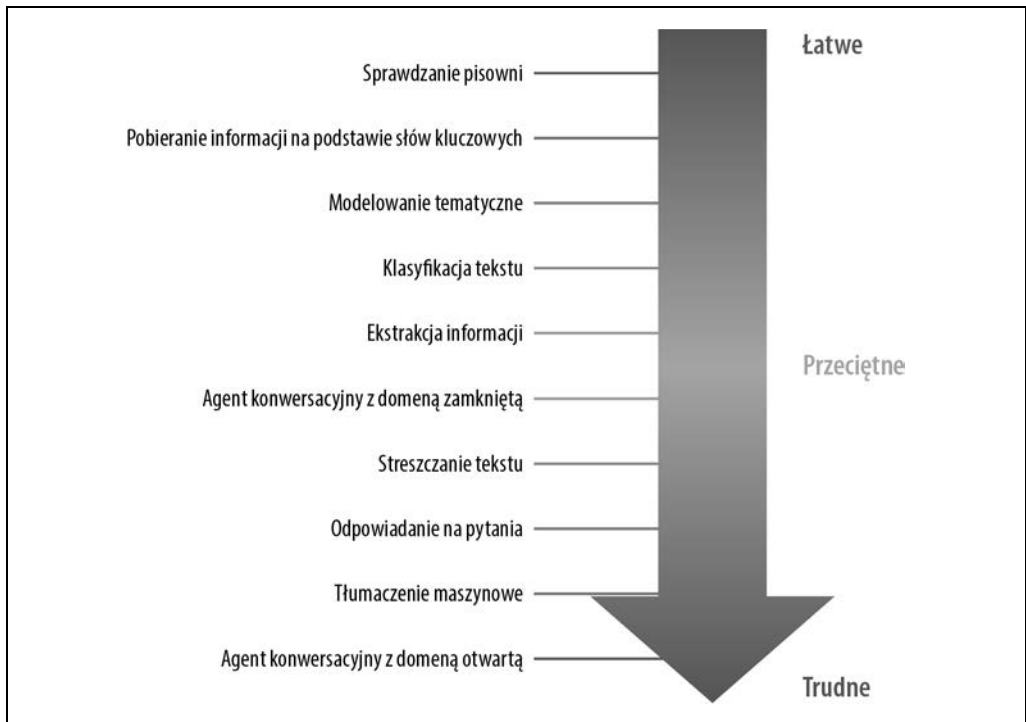 Łatwe
Sprawdzanie pisowni
Pobieranie informacji na podstawie słów kluczowych
Modelowanie tematyczne
Klasyfikacja tekstu
Ekstrakcja informacji
Przeciętne
Agent konwersacyjny z domeną zamkniętą
Streszczanie tekstu
Odpowiadanie na pytania
Tłumaczenie maszynowe
Agent konwersacyjny z domeną otwartą
Trudne